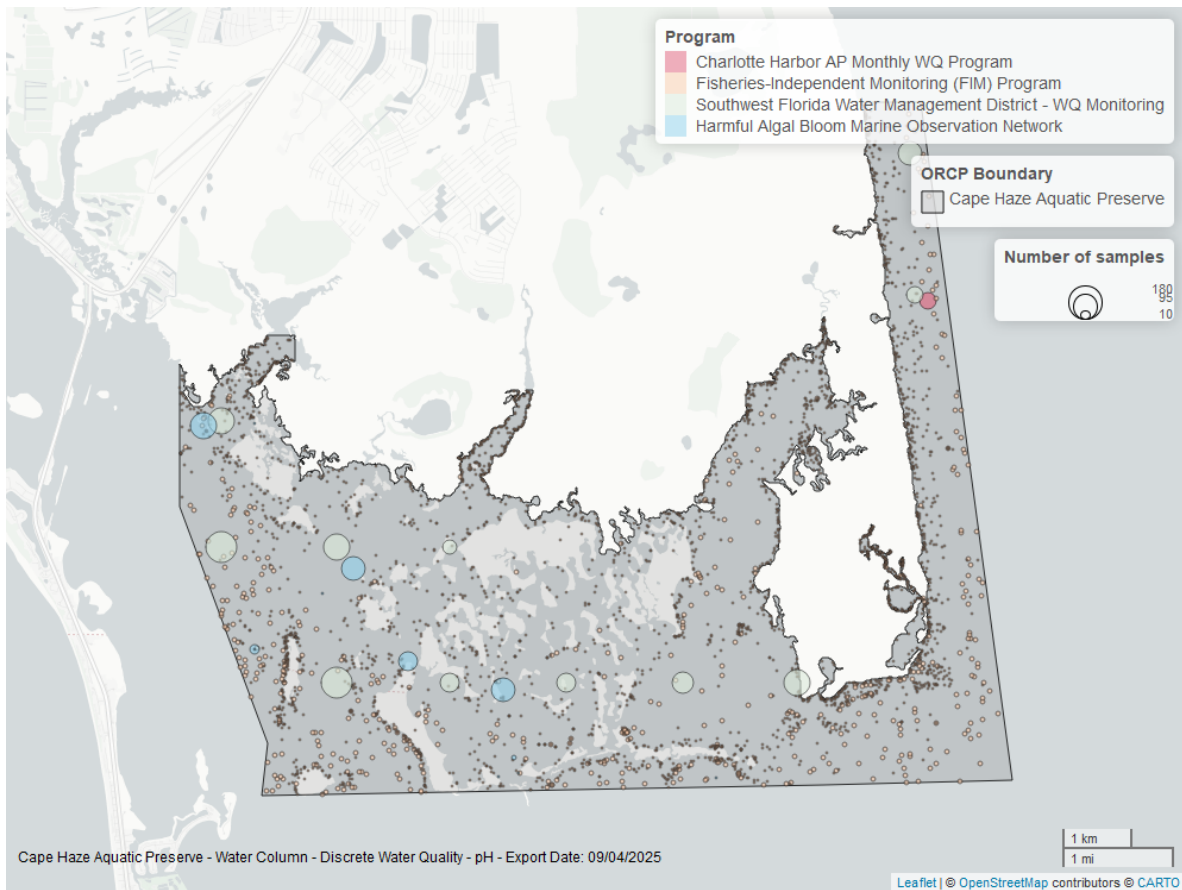 Program
Charlotte Harbor AP Monthly WQ Program
Fisheries-Independent Monitoring (FIM) Program
Southwest Florida Water Management District - WQ Monitoring
Harmful Algal Bloom Marine Observation Network
ORCP Boundary
Cape Haze Aquatic Preserve
Number of samples
180
95
10
1 km
1 mi
Cape Haze Aquatic Preserve - Water Column - Discrete Water Quality - pH - Export Date: 09/04/2025
Leaflet | © OpenStreetMap contributors © CARTO